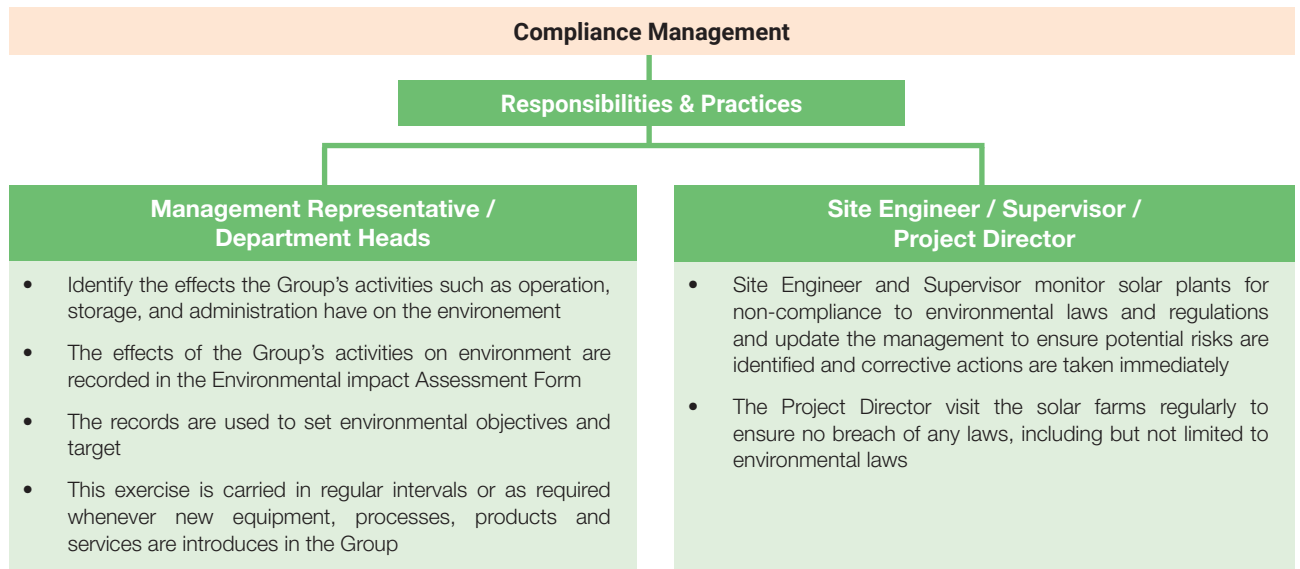 Compliance Management
Responsibilities & Practices
Management Representative /
Department Heads
• Identify the effects the Group's activities such as operation,
storage, and administration have on the environement
• The effects of the Group's activities on environment are
recorded in the Environmental impact Assessment Form
• The records are used to set environmental objectives and
target
• This exercise is carried in regular intervals or as required
whenever new equipment, processes, products and
services are introduces in the Group
Site Engineer / Supervisor /
Project Director
• Site Engineer and Supervisor monitor solar plants for
non-compliance to environmental laws and regulations
and update the management to ensure potential risks are
identified and corrective actions are taken immediately
• The Project Director visit the solar farms regularly to
ensure no breach of any laws, including but not limited to
environmental laws